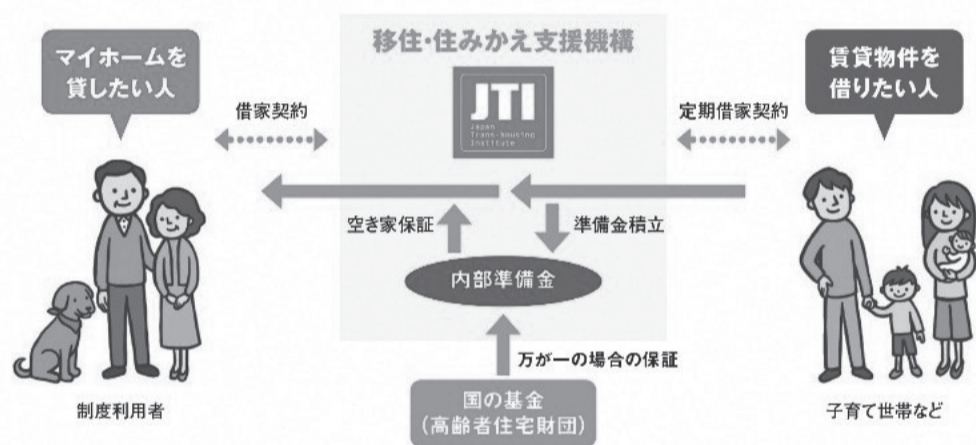 移住・住みかえ支援機構
マイホームを
貸したい人
JTI
Japan
Trans-housing
Institute
賃貸物件を
借りたい人
借家契約
定期借家契約
空き家保証
準備金積立
内部準備金
万が一の場合の保証
国の基金
(高齢者住宅財団)
制度利用者
子育て世帯など